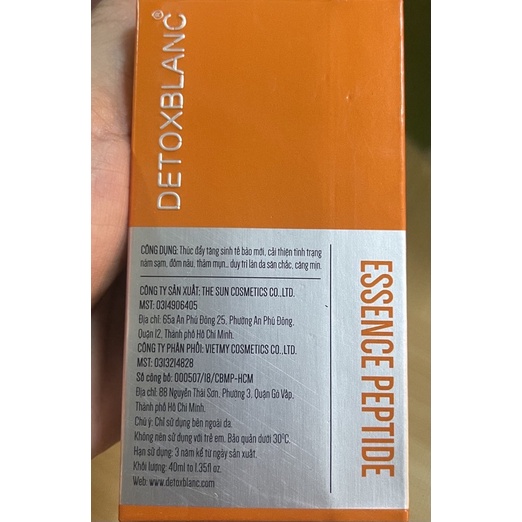 DETOXBLANC®
CÔNG DỤNG: Thúc đẩy tăng sinh tế bào mới, cải thiện tình trạng
nám sạm, đồm nâu, thâm mụn... duy trì làn da săn chắc, căng mịn.
CÔNG TY SẢN XUẤT: THE SUN COSMETICS CO.,LTD.
MST: 0314906405
Địa chỉ: 65a An Phú Đông 25, Phường An Phú Đông,
Quận 12, Thành phố Hồ Chí Minh.
CÔNG TY PHÂN PHỐI: VIETMY COSMETICS CO.,LTD.
MST: 0313214828
Số công bố: 000507/18/CBMP-HCM
Địa chỉ: 88 Nguyễn Thái Sơn, Phường 3, Quận Gò Vấp,
Thành phố Hồ Chí Minh.
Chú ý: Chỉ sử dụng bên ngoài da.
Không nên sử dụng với trẻ em. Bảo quản dưới 30°C
Hạn sử dụng: 3 năm kể từ ngày sản xuất.
Khối lượng: 40ml to 1.35fl oz.
Web: www.detoxblanc.com
ESSENCE PEPTIDE